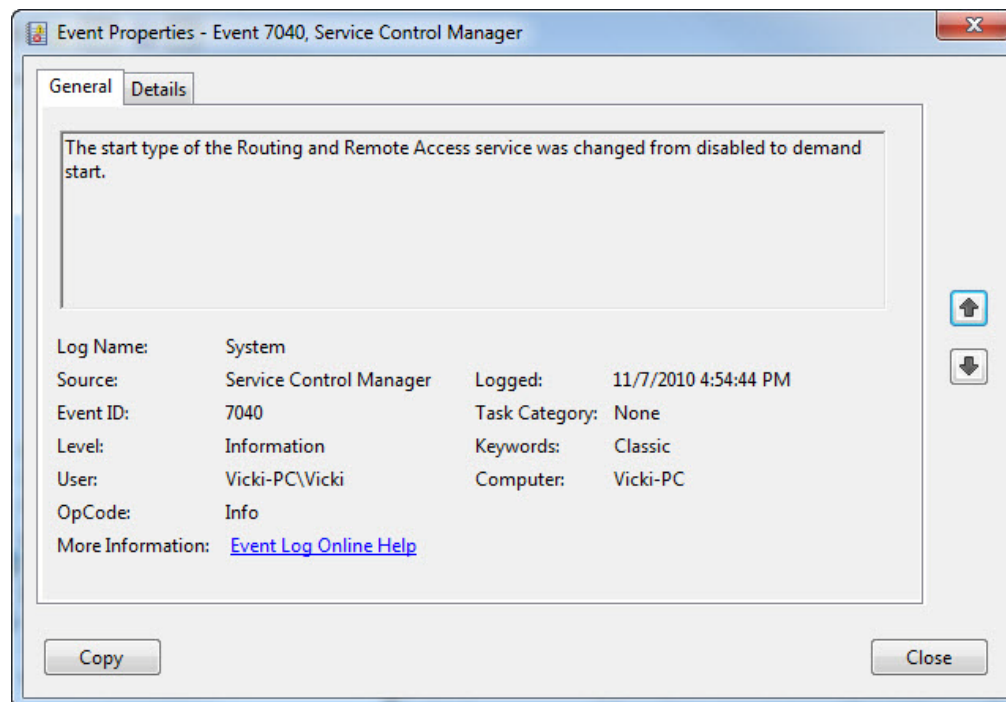 Event Properties - Event 7040, Service Control Manager
General Details
The start type of the Routing and Remote Access service was changed from disabled to demand
start.
Log Name: System
Source: Service Control Manager Logged: 11/7/2010 4:54:44 PM
Event ID: 7040 Task Category: None
Level: Information Keywords: Classic
User: Vicki-PC\Vicki Computer: Vicki-PC
OpCode: Info
More Information: Event Log Online Help
Copy Close